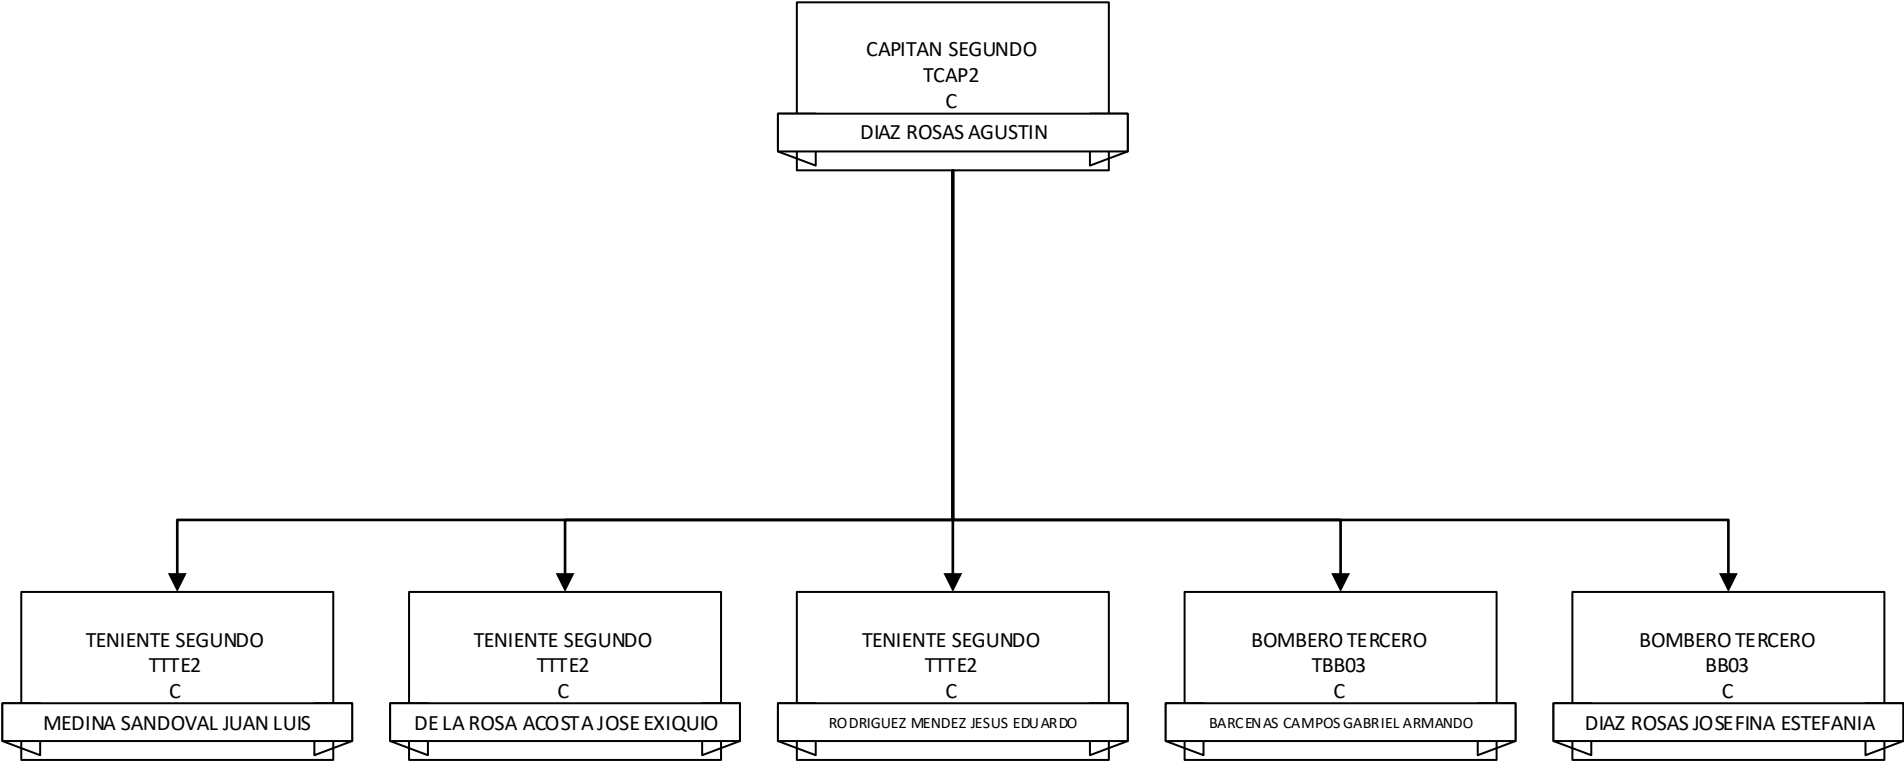 CAPITAN SEGUNDO
TCAP2
C
DIAZ ROSAS AGUSTIN
TENIENTE SEGUNDO
TTTE2
C
MEDINA SANDOVAL JUAN LUIS
TENIENTE SEGUNDO
TTTE2
C
DE LA ROSA ACOSTA JOSE EXIQUIO
TENIENTE SEGUNDO
TTTE2
C
RODRIGUEZ MENDEZ JESUS EDUARDO
BOMBERO TERCERO
TBB03
C
BARCENAS CAMPOS GABRIEL ARMANDO
BOMBERO TERCERO
BB03
C
DIAZ ROSAS JOSEFINA ESTEFANIA